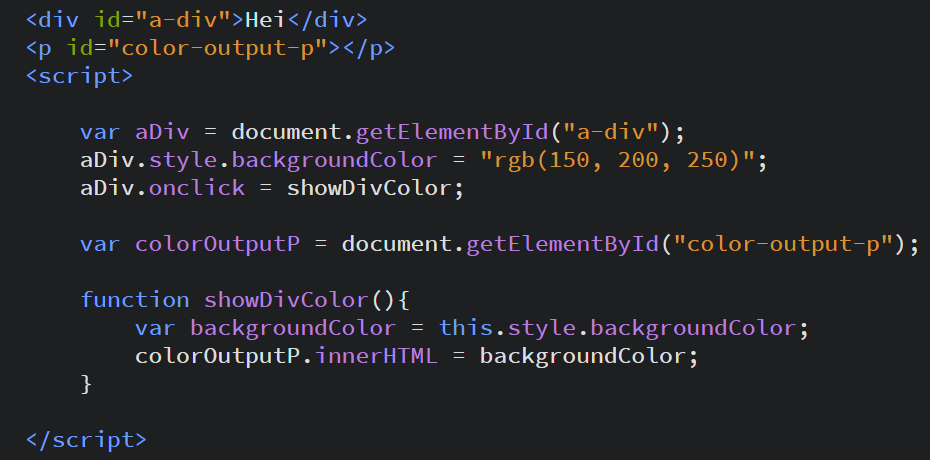 <div id="a-div">Hei</div>
<p id="color-output-p"></p>
<script>
var aDiv = document.getElementById("a-div");
aDiv.style.backgroundColor = "rgb(150, 200, 250)";
aDiv.onclick = showDivColor;
var colorOutputP = document.getElementById("color-output-p");
function showDivColor(){
var backgroundColor = this.style.backgroundColor;
colorOutputP.innerHTML = backgroundColor;
}
</script>